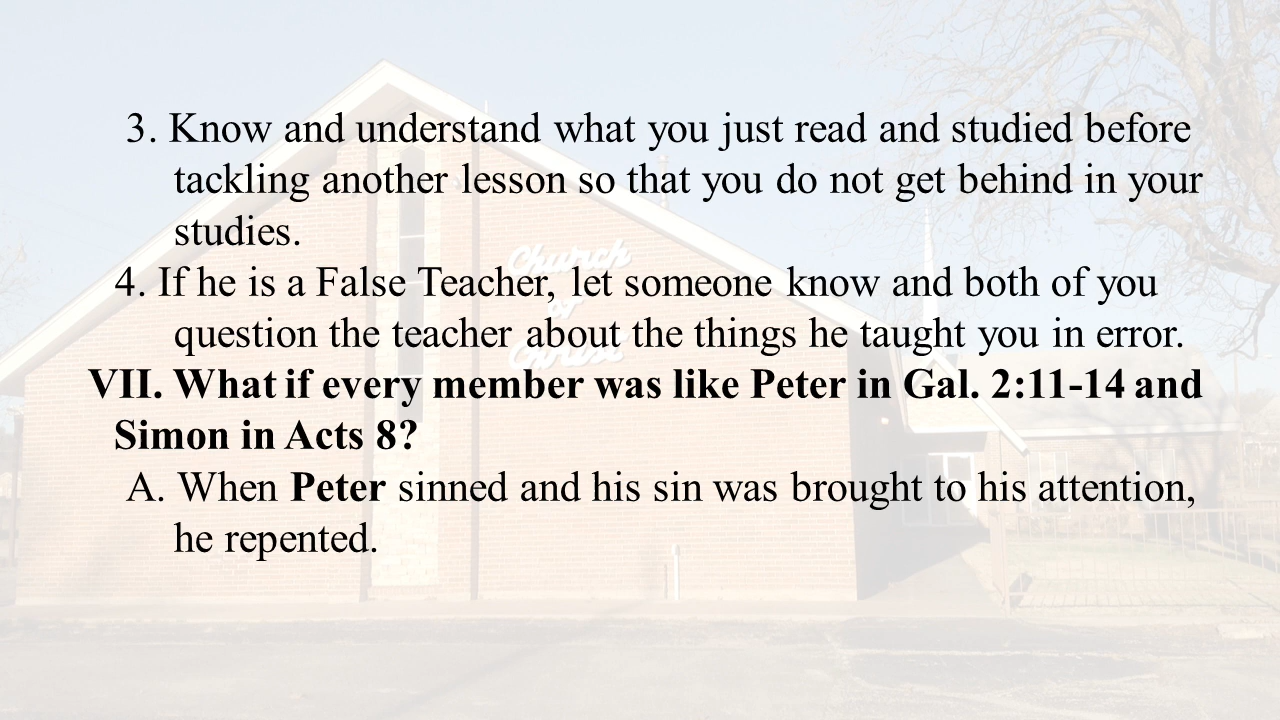 3. Know and understand what you just read and studied before
tackling another lesson so that you do not get behind in your
studies.
4. If he is a False Teacher, let someone know and both of you
question the teacher about the things he taught you in error.
VII. What if every member was like Peter in Gal. 2:11-14 and
Simon in Acts 8?
A. When Peter sinned and his sin was brought to his attention,
he repented.
Church
of
Christ